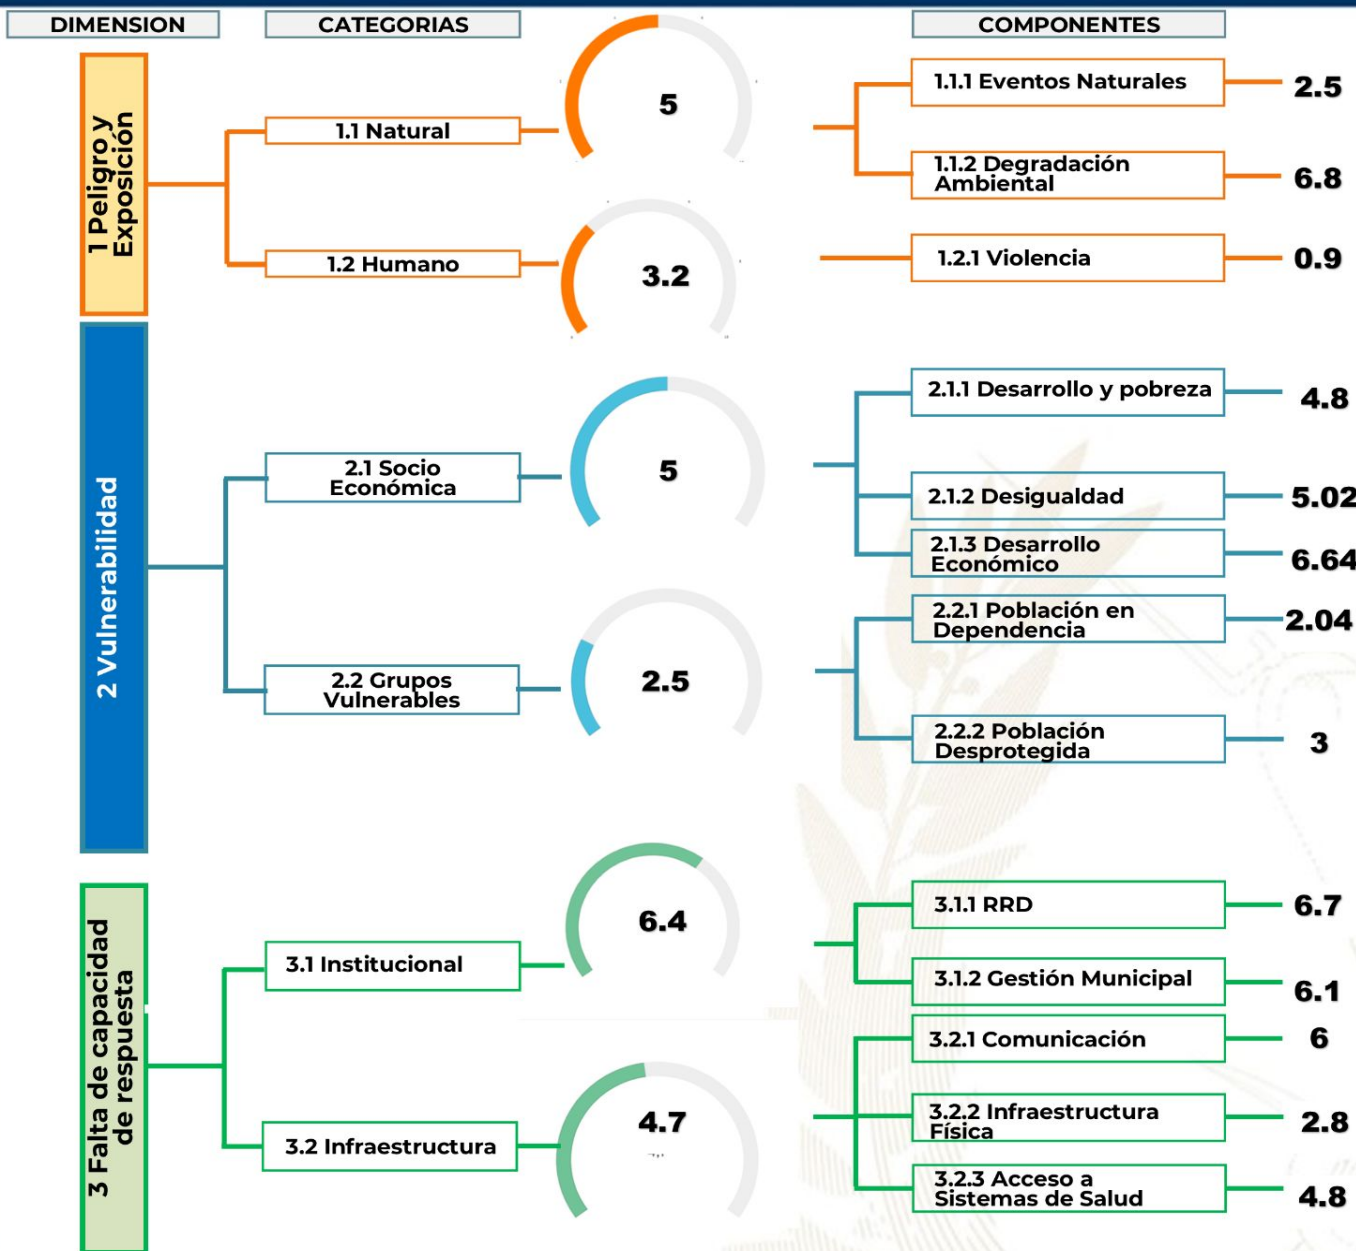 DIMENSION
CATEGORIAS
COMPONENTES
1 Peligro y
Exposición
1.1 Natural
5
1.1.1 Eventos Naturales
2.5
1.1.2 Degradación
Ambiental
6.8
1.2 Humano
3.2
1.2.1 Violencia
0.9
2 Vulnerabilidad
2.1 Socio
Económica
5
2.1.1 Desarrollo y pobreza
4.8
2.1.2 Desigualdad
5.02
2.1.3 Desarrollo
Económico
6.64
2.2 Grupos
Vulnerables
2.5
2.2.1 Población en
Dependencia
2.04
2.2.2 Población
Desprotegida
3
3 Falta de capacidad
de respuesta
3.1 Institucional
6.4
3.1.1 RRD
6.7
3.1.2 Gestión Municipal
6.1
3.2 Infraestructura
4.7
3.2.1 Comunicación
6
3.2.2 Infraestructura
Física
2.8
3.2.3 Acceso a
Sistemas de Salud
4.8